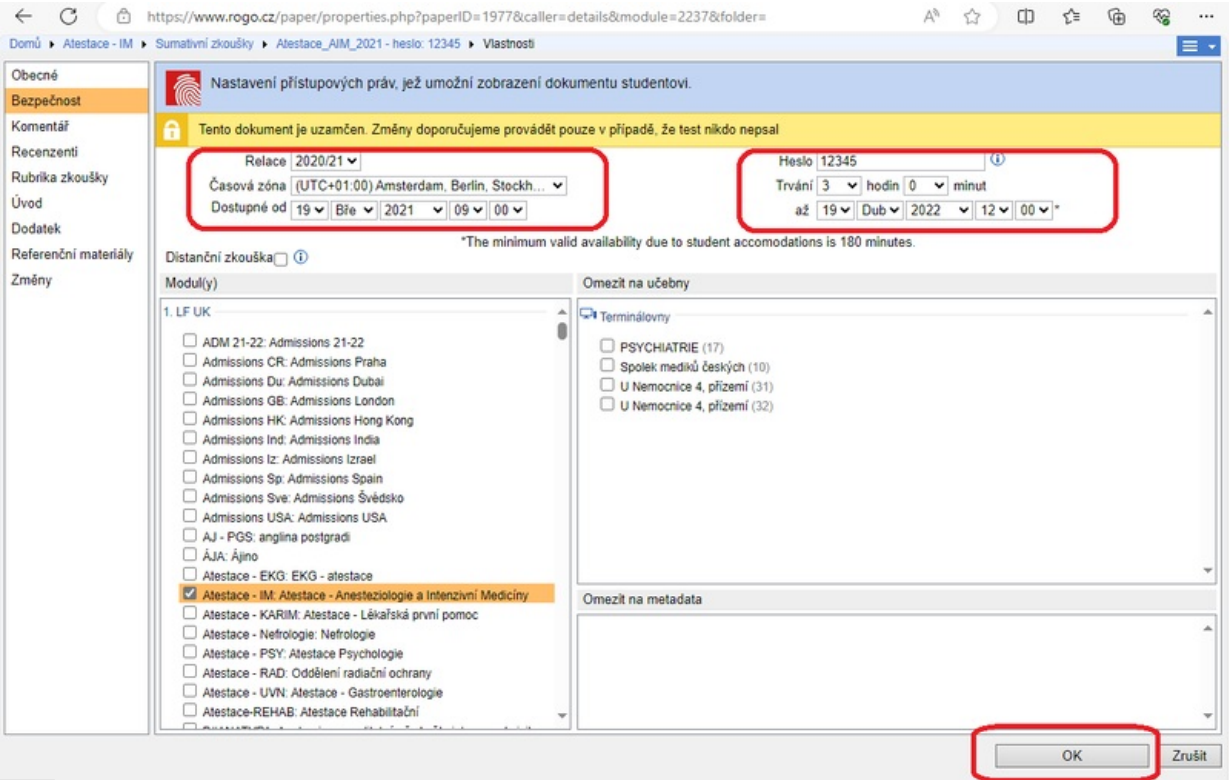 https://www.rogo.cz/paper/properties.php?paperID=1977&caller=details&module=2237&folder=
Domů ▸ Atestace - IM ▸ Sumativní zkoušky ▸ Atestace_AIM_2021 - heslo: 12345 ▸ Vlastnosti
Obecné
Bezpečnost
Komentář
Recenzenti
Rubrika zkoušky
Úvod
Dodatek
Referenční materiály
Změny
Nastavení přístupových práv, jež umožní zobrazení dokumentu studentovi.
Tento dokument je uzamčen. Změny doporučujeme provádět pouze v případě, že test nikdo nepsal
Relace 2020/21
Časová zóna (UTC+01:00) Amsterdam, Berlin, Stockh...
Dostupné od 19 Bře 2021 09 00
Heslo 12345
Trvání 3 hodin 0 minut
až 19 Dub 2022 12 00 *
*The minimum valid availability due to student accomodations is 180 minutes.
Distanční zkouška
Modul(y)
1. LF UK
ADM 21-22: Admissions 21-22
Admissions CR: Admissions Praha
Admissions Du: Admissions Dubai
Admissions GB: Admissions London
Admissions HK: Admissions Hong Kong
Admissions Ind: Admissions India
Admissions Iz: Admissions Izrael
Admissions Sp: Admissions Spain
Admissions Sve: Admissions Švédsko
Admissions USA: Admissions USA
AJ - PGS: anglina postgradi
ÁJA: Ájino
Atestace - EKG: EKG - atestace
Atestace - IM: Atestace - Anesteziologie a Intenzivní Medicíny
Atestace - KARIM: Atestace - Lékařská první pomoc
Atestace - Nefrologie: Nefrologie
Atestace - PSY: Atestace Psychologie
Atestace - RAD: Oddělení radiační ochrany
Atestace - UVN: Atestace - Gastroenterologie
Atestace-REHAB: Atestace Rehabilitační
Omezit na učebny
Terminálovny
PSYCHIATRIE (17)
Spolek mediků českých (10)
U Nemocnice 4, přízemí (31)
U Nemocnice 4, přízemí (32)
Omezit na metadata
OK
Zrušit